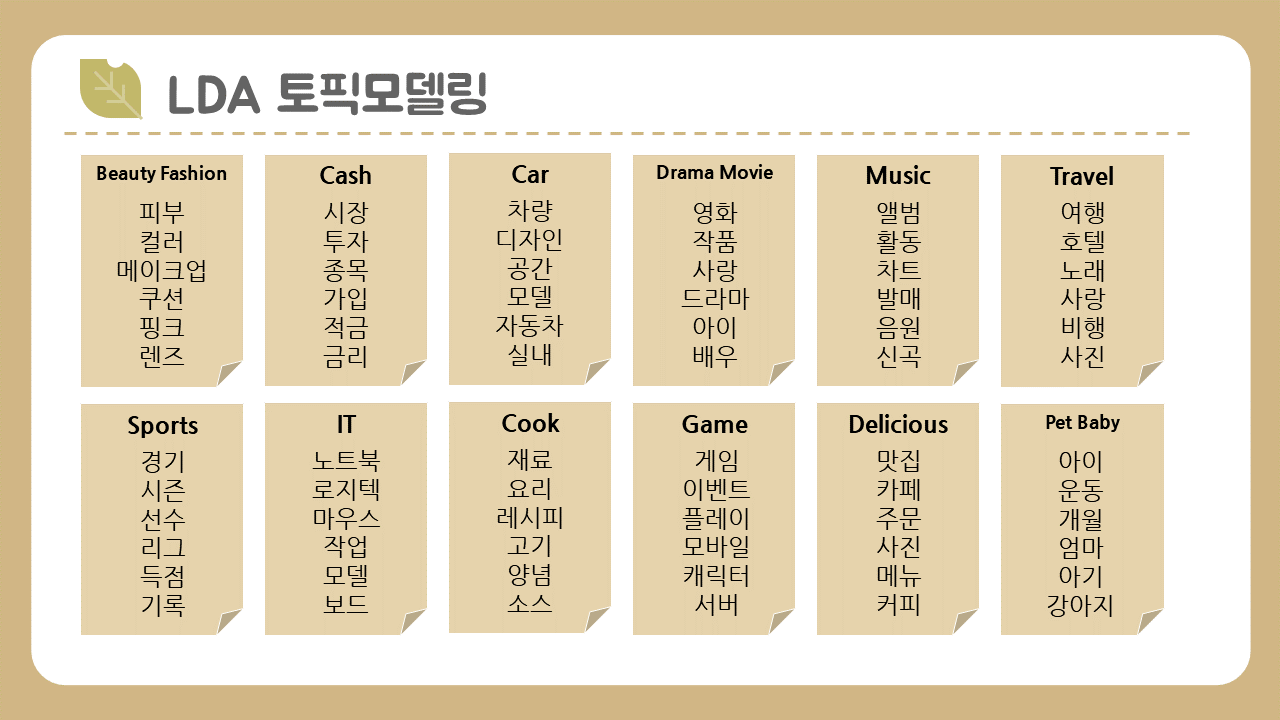 LDA 토픽모델링
Beauty Fashion
피부
컬러
메이크업
쿠션
핑크
렌즈
Cash
시장
투자
종목
가입
적금
금리
Car
차량
디자인
공간
모델
자동차
실내
Drama Movie
영화
작품
사랑
드라마
아이
배우
Music
앨범
활동
차트
발매
음원
신곡
Travel
여행
호텔
노래
사랑
비행
사진
Sports
경기
시즌
선수
리그
득점
기록
IT
노트북
로지텍
마우스
작업
모델
보드
Cook
재료
요리
레시피
고기
양념
소스
Game
게임
이벤트
플레이
모바일
캐릭터
서버
Delicious
맛집
카페
주문
사진
메뉴
커피
Pet Baby
아이
운동
개월
엄마
아기
강아지